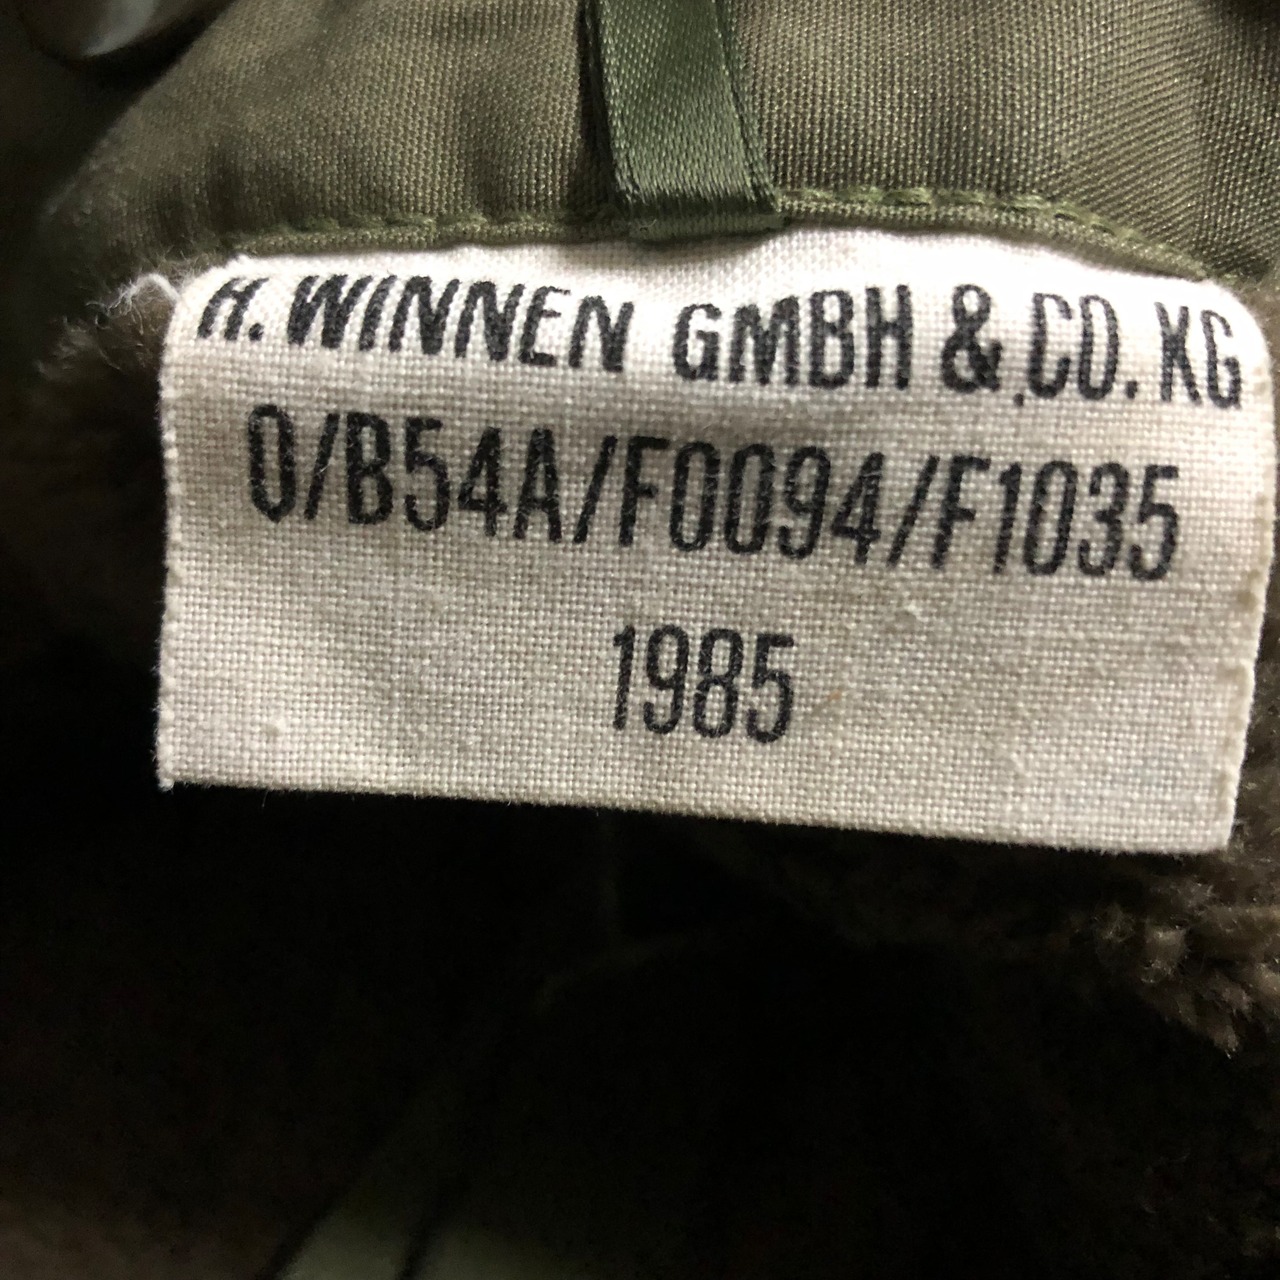 H. WINNEN GMBH & CO. KG
0/B54A/F0094/F1035
1985